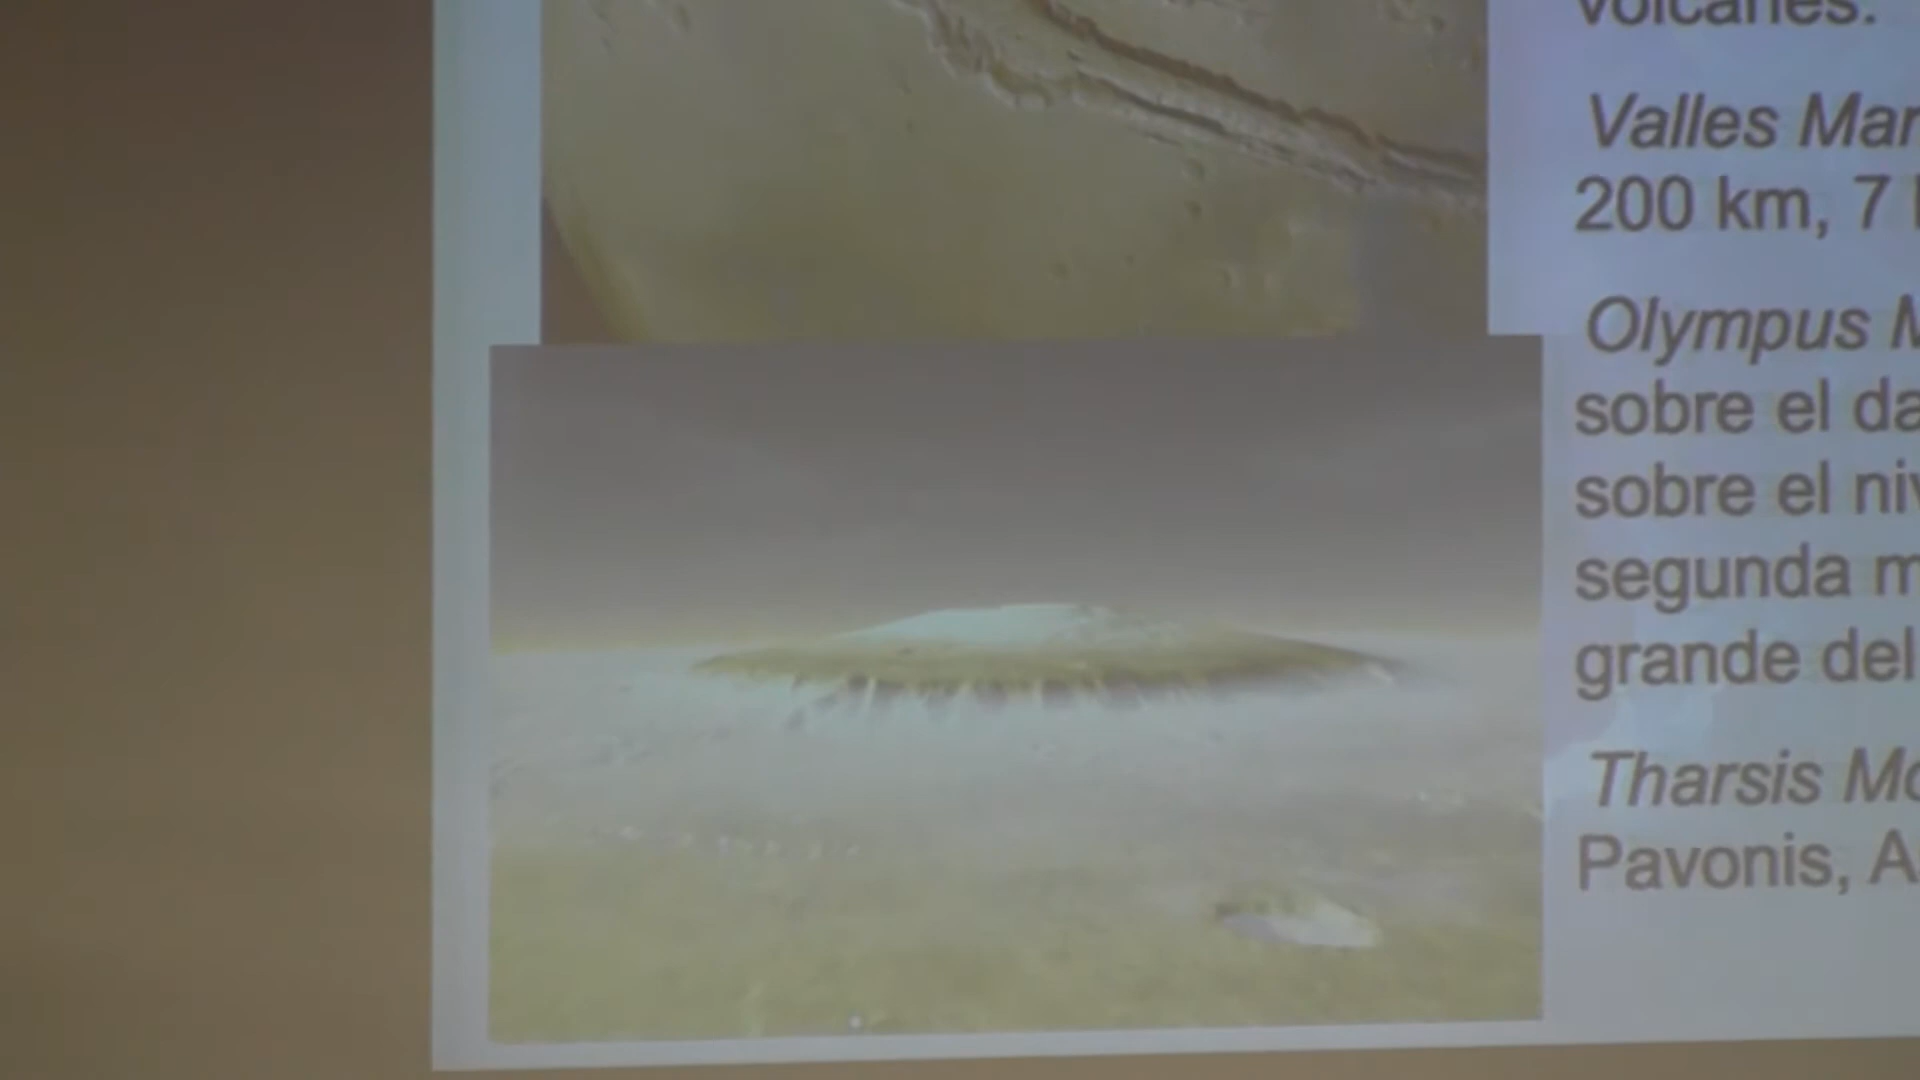 volcanes.
Valles Mar
200 km, 7
Olympus M
sobre el da
sobre el niv
segunda m
grande del
Tharsis Mo
Pavonis, A